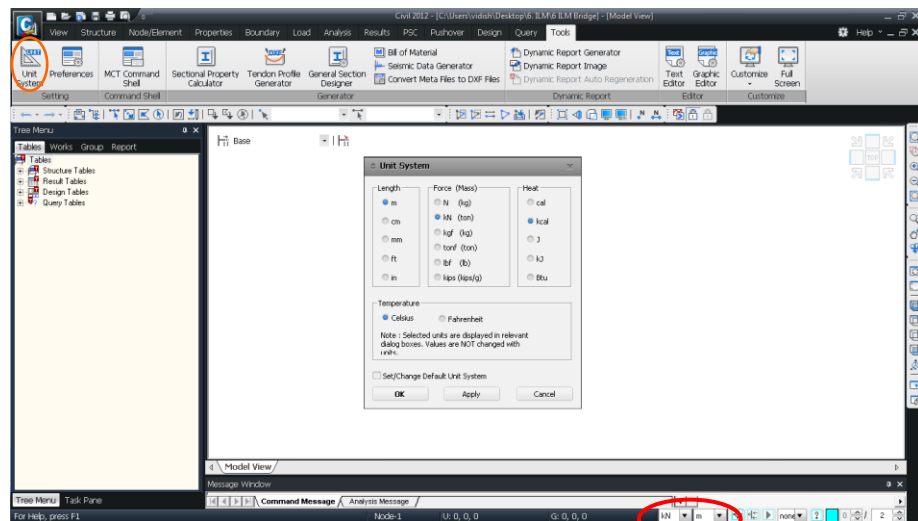 Civil 2012 - [C:\Users\vidish\Desktop\6. ILM\6 ILM Bridge] - [Model View]
View Structure Node/Element Properties Boundary Load Analysis Results PSC Pushover Design Query Tools Help
Unit System
Preferences
MCT Command Shell
Sectional Property Calculator
Tendon Profile Generator
General Section Designer
Bill of Material
Seismic Data Generator
Convert Meta Files to DXF Files
Dynamic Report Generator
Dynamic Report Image
Dynamic Report Auto Regeneration
Text Editor
Graphic Editor
Customize
Full Screen
Setting Command Shell Generator Dynamic Report Editor Customize
Tree Menu
Tables Works Group Report
Tables
Structure Tables
Result Tables
Design Tables
Query Tables
Base
TOP
Unit System
Length
m
cm
mm
ft
in
Force (Mass)
N (kg)
kN (ton)
kgf (kg)
tonf (ton)
lbf (lb)
kips (kips/g)
Heat
cal
kcal
J
kJ
Btu
Temperature
Celsius Fahrenheit
Note : Selected units are displayed in relevant
dialog boxes. Values are NOT changed with
units.
Set/Change Default Unit System
OK Apply Cancel
Model View
Message Window
Tree Menu Task Pane
Command Message Analysis Message
For Help, press F1 Node-1 U: 0, 0, 0 G: 0, 0, 0 kN m none 0 / 2